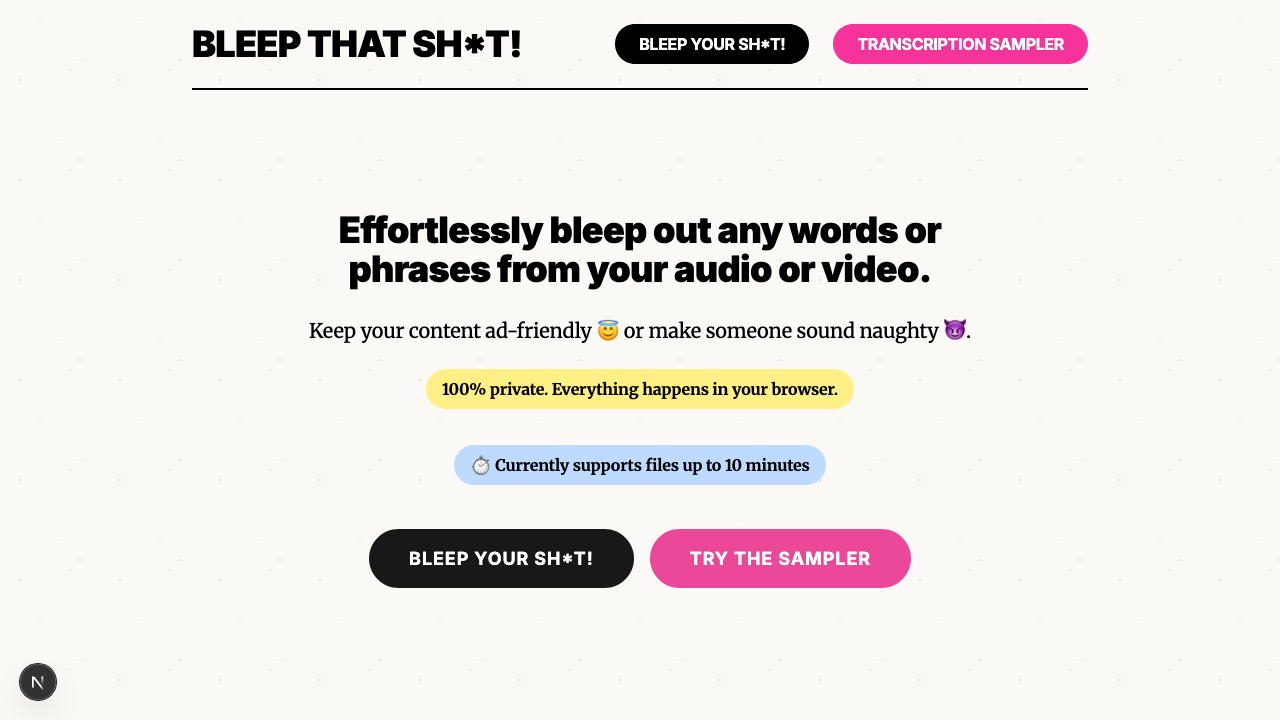 BLEEP THAT SH*T!
BLEEP YOUR SH*T!
TRANSCRIPTION SAMPLER
Effortlessly bleep out any words or
phrases from your audio or video.
Keep your content ad-friendly 😇 or make someone sound naughty 😈.
100% private. Everything happens in your browser.
⏱️ Currently supports files up to 10 minutes
BLEEP YOUR SH*T!
TRY THE SAMPLER
N